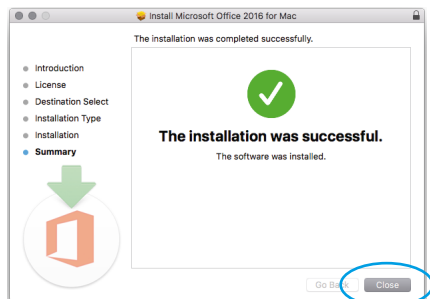 Install Microsoft Office 2016 for Mac
The installation was completed successfully.
Introduction
License
Destination Select
Installation Type
Installation
Summary
The installation was successful.
The software was installed.
Go Back
Close